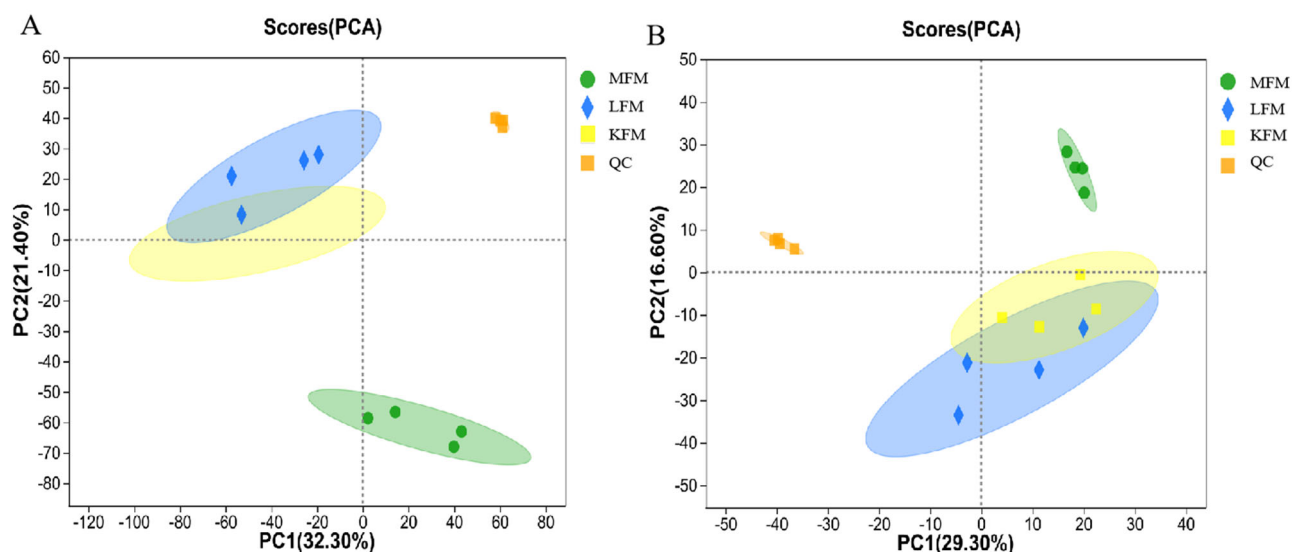 A
Scores(PCA)
60
50
40
30
20
10
0
-10
-20
-30
-40
-50
-60
-70
-80
PC2(21.40%)
-120 -100 -80 -60 -40 -20 0 20 40 60 80
PC1(32.30%)
MFM
LFM
KFM
QC
B
Scores(PCA)
50
40
30
20
10
0
-10
-20
-30
-40
-50
PC2(16.60%)
-50 -40 -30 -20 -10 0 10 20 30 40
PC1(29.30%)
MFM
LFM
KFM
QC